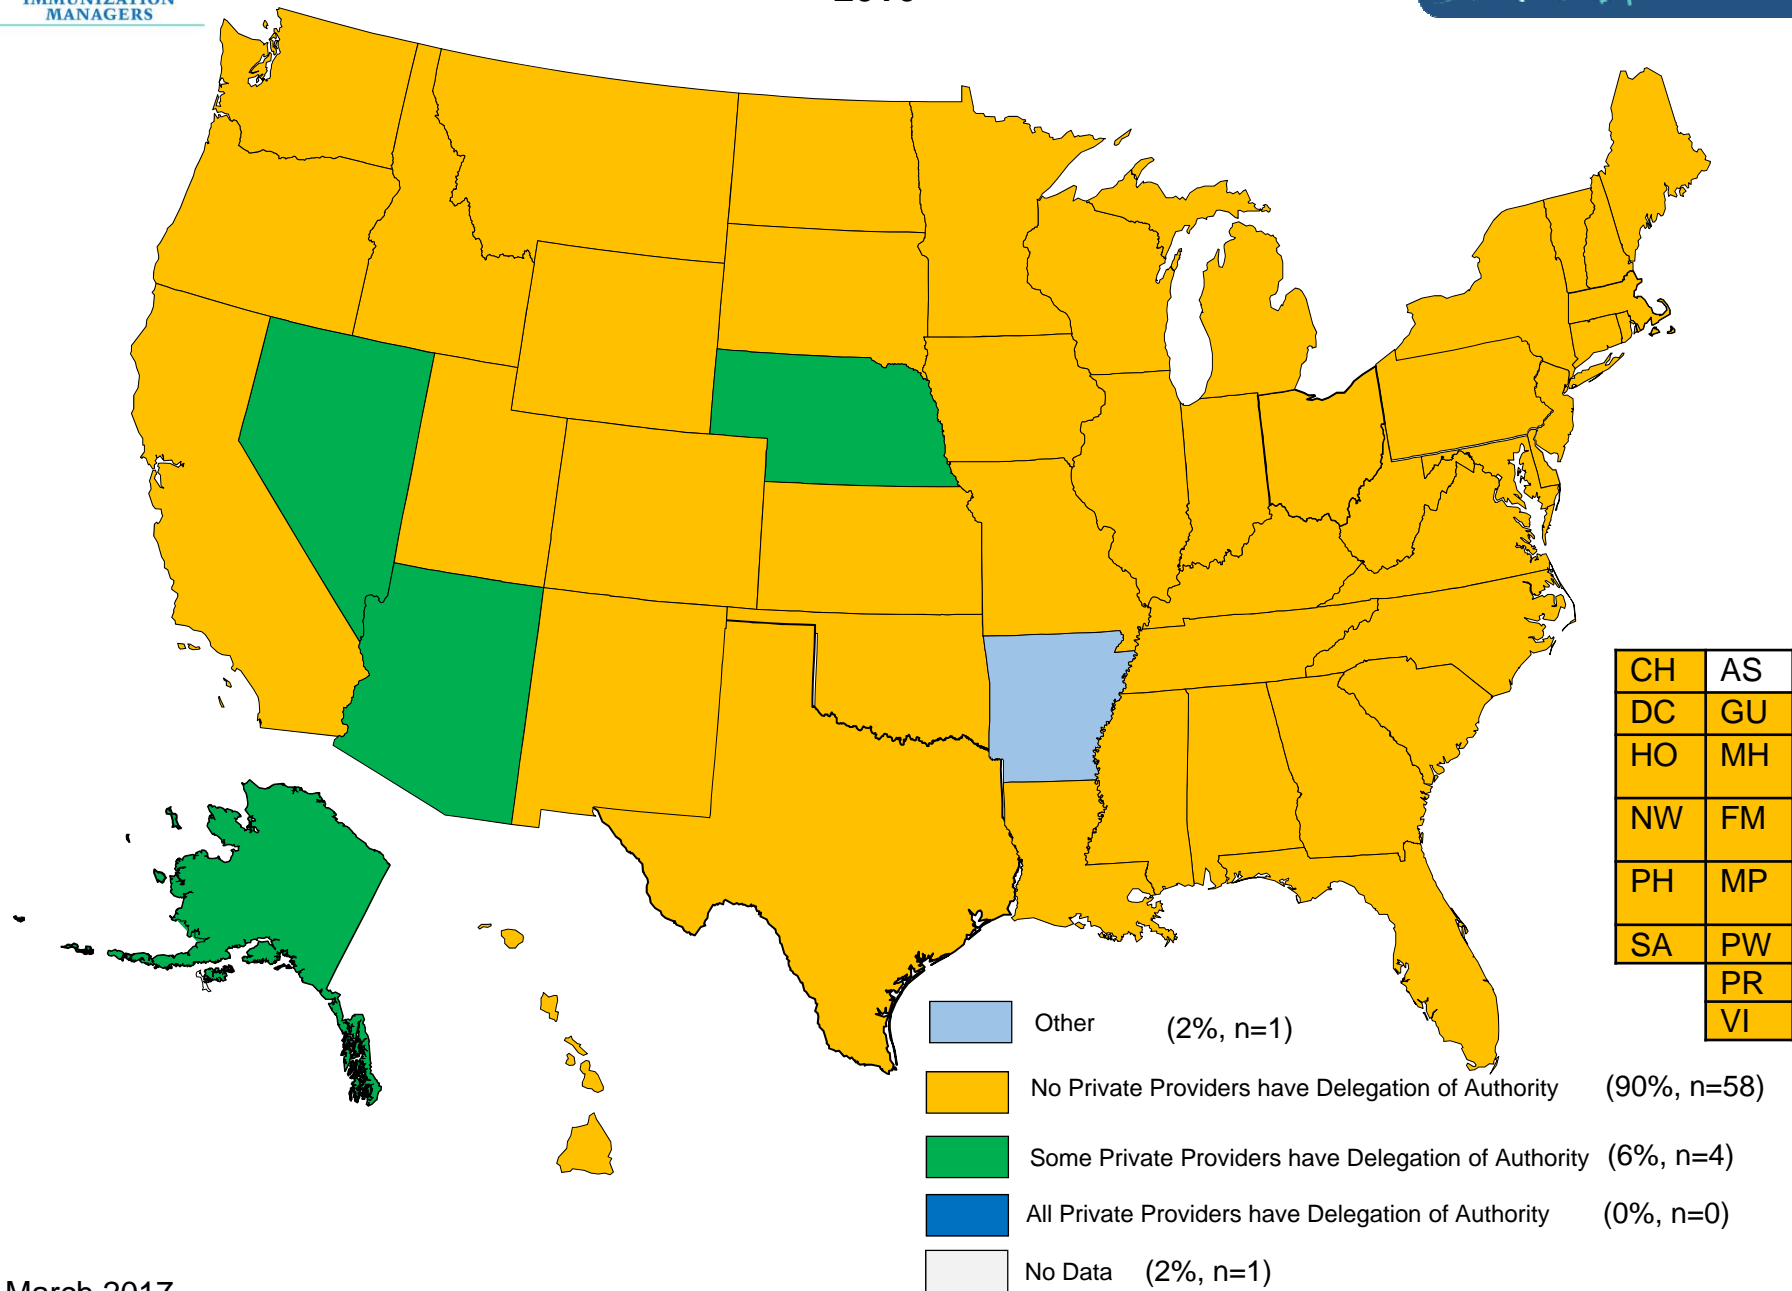 MANAGERS
CH AS
DC GU
HO MH
NW FM
PH MP
SA PW
PR
VI
Other (2%, n=1)
No Private Providers have Delegation of Authority (90%, n=58)
Some Private Providers have Delegation of Authority (6%, n=4)
All Private Providers have Delegation of Authority (0%, n=0)
No Data (2%, n=1)
March 2017